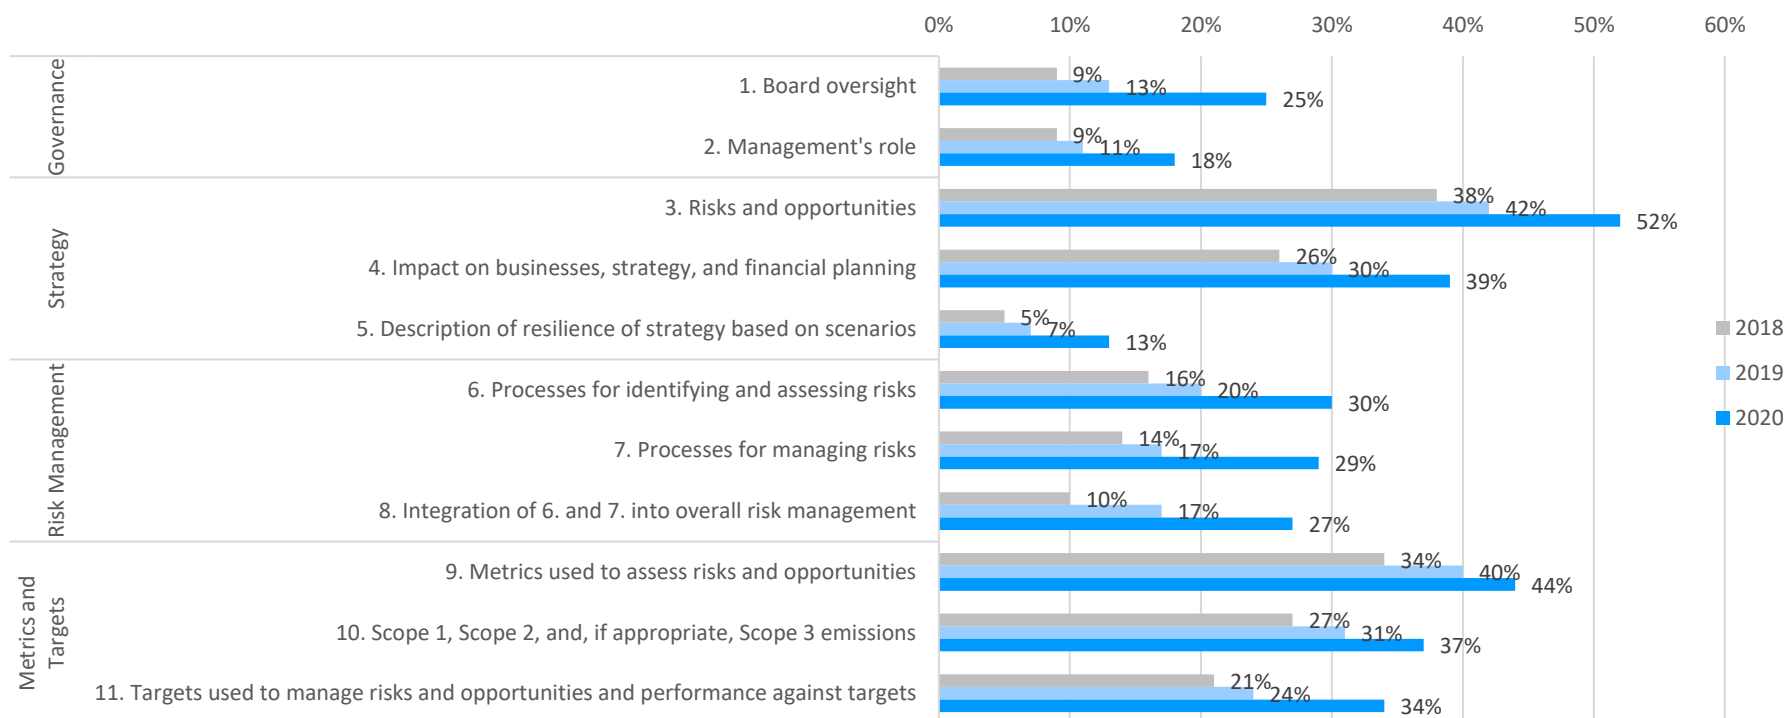 0% 10% 20% 30% 40% 50% 60%
Governance
1. Board oversight
9%
13%
25%
2. Management's role
9%
11%
18%
Strategy
3. Risks and opportunities
38%
42%
52%
4. Impact on businesses, strategy, and financial planning
26%
30%
39%
5. Description of resilience of strategy based on scenarios
5%
7%
13%
Risk Management
6. Processes for identifying and assessing risks
16%
20%
30%
7. Processes for managing risks
14%
17%
29%
8. Integration of 6. and 7. into overall risk management
10%
17%
27%
Metrics and
Targets
9. Metrics used to assess risks and opportunities
34%
40%
44%
10. Scope 1, Scope 2, and, if appropriate, Scope 3 emissions
27%
31%
37%
11. Targets used to manage risks and opportunities and performance against targets
21%
24%
34%
2018
2019
2020